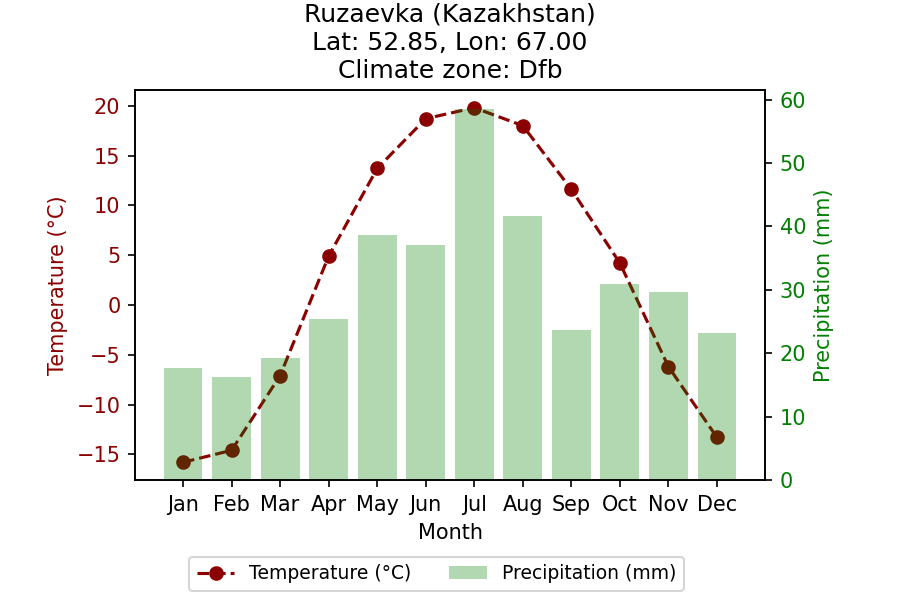 Ruzaevka (Kazakhstan)
Lat: 52.85, Lon: 67.00
Climate zone: Dfb
Temperature (°C)
20
15
10
5
0
−5
−10
−15
60
50
40
30
20
10
0
Precipitation (mm)
Jan Feb Mar Apr May Jun Jul Aug Sep Oct Nov Dec
Month
Temperature (°C) Precipitation (mm)